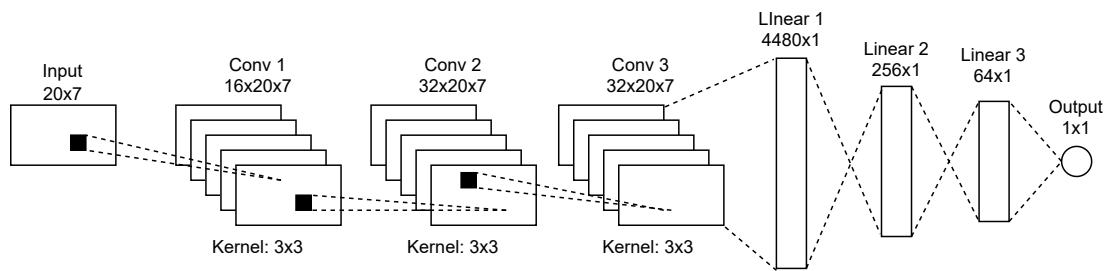 Input
20x7
Conv 1
16x20x7
Kernel: 3x3
Conv 2
32x20x7
Kernel: 3x3
Conv 3
32x20x7
Kernel: 3x3
LInear 1
4480x1
Linear 2
256x1
Linear 3
64x1
Output
1x1